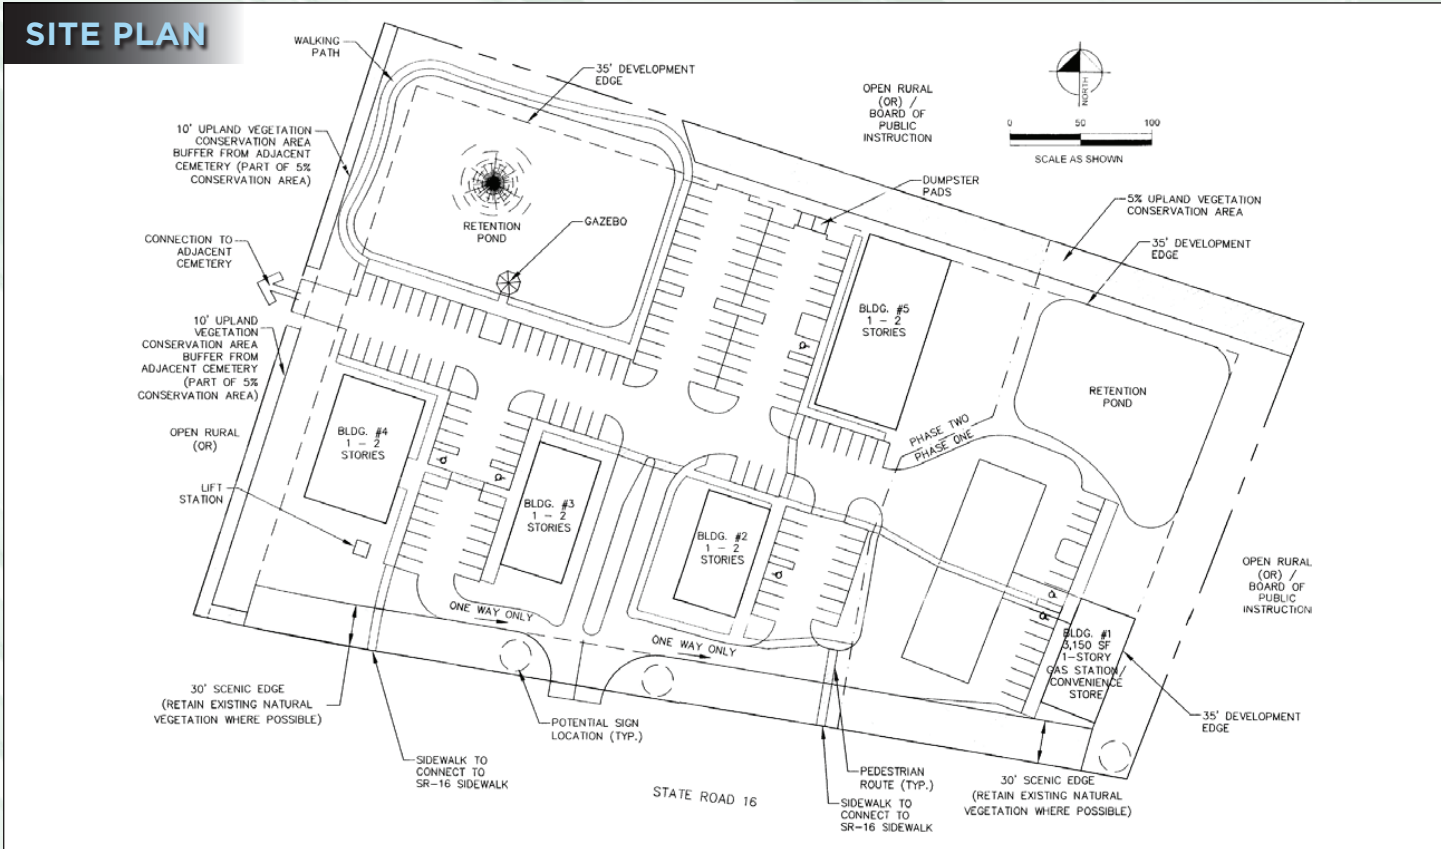 SITE PLAN
WALKING
PATH
35' DEVELOPMENT
EDGE
OPEN RURAL
(OR) /
BOARD OF
PUBLIC
INSTRUCTION
NORTH
0 50 100
SCALE AS SHOWN
10' UPLAND VEGETATION
CONSERVATION AREA
BUFFER FROM ADJACENT
CEMETERY (PART OF 5%
CONSERVATION AREA)
DUMPSTER
PADS
5% UPLAND VEGETATION
CONSERVATION AREA
RETENTION
POND
GAZEBO
35' DEVELOPMENT
EDGE
CONNECTION TO
ADJACENT
CEMETERY
BLDG. #5
1 - 2
STORIES
10' UPLAND
VEGETATION
CONSERVATION AREA
BUFFER FROM
ADJACENT CEMETERY
(PART OF 5%
CONSERVATION AREA)
RETENTION
POND
OPEN RURAL
(OR)
BLDG. #4
1 - 2
STORIES
PHASE TWO
PHASE ONE
LIFT
STATION
BLDG. #3
1 - 2
STORIES
BLDG. #2
1 - 2
STORIES
OPEN RURAL
(OR) /
BOARD OF
PUBLIC
INSTRUCTION
ONE WAY ONLY
ONE WAY ONLY
BLDG. #1
3,150 SF
1-STORY
GAS STATION/
CONVENIENCE
STORE
30' SCENIC EDGE
(RETAIN EXISTING NATURAL
VEGETATION WHERE POSSIBLE)
POTENTIAL SIGN
LOCATION (TYP.)
35' DEVELOPMENT
EDGE
SIDEWALK TO
CONNECT TO
SR-16 SIDEWALK
STATE ROAD 16
PEDESTRIAN
ROUTE (TYP.)
SIDEWALK TO
CONNECT TO
SR-16 SIDEWALK
30' SCENIC EDGE
(RETAIN EXISTING NATURAL
VEGETATION WHERE POSSIBLE)